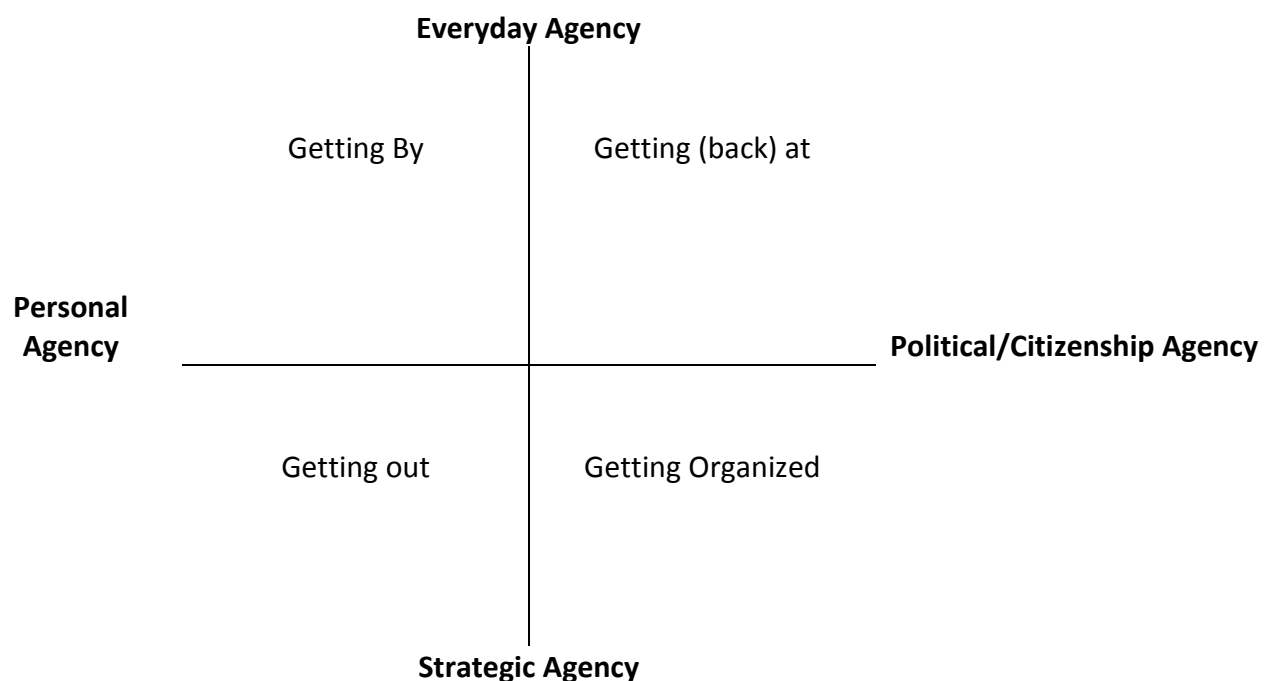 Everyday Agency
Getting By
Getting (back) at
Personal
Agency
Political/Citizenship Agency
Getting out
Getting Organized
Strategic Agency